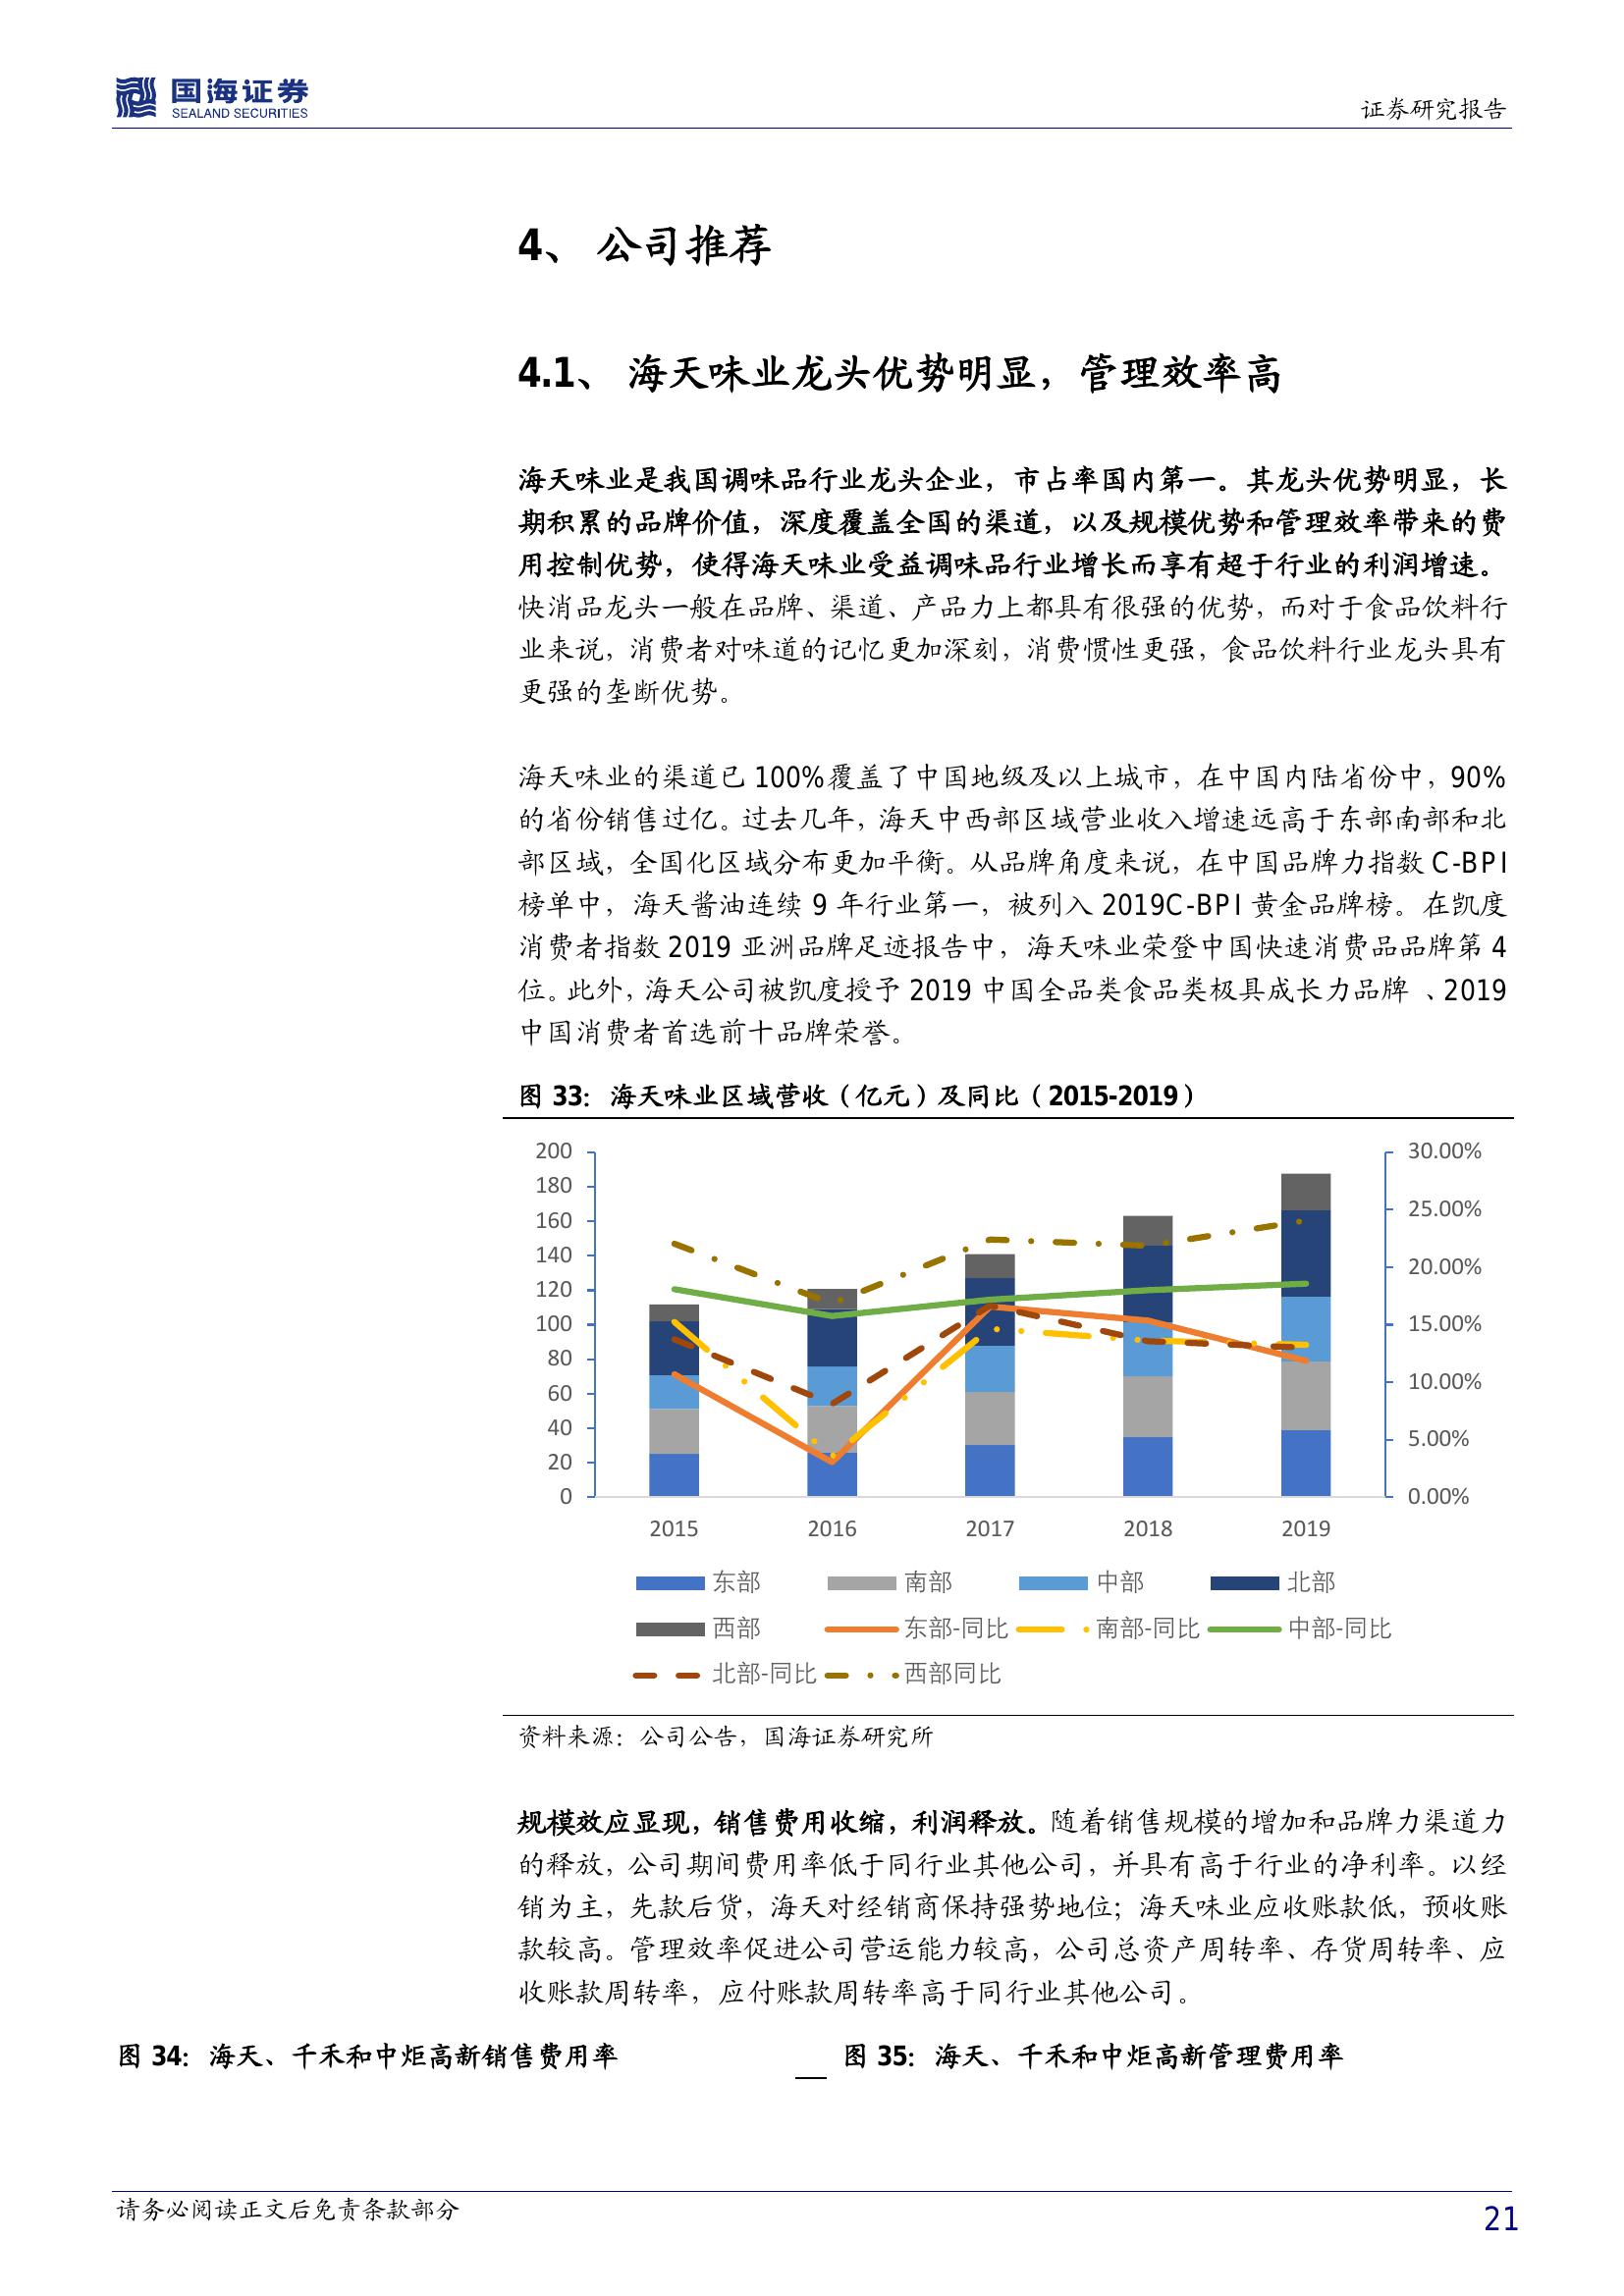 国海证券
SEALAND SECURITIES
证券研究报告
4、 公司推荐
4.1、 海天味业龙头优势明显，管理效率高
海天味业是我国调味品行业龙头企业，市占率国内第一。其龙头优势明显，长
期积累的品牌价值，深度覆盖全国的渠道，以及规模优势和管理效率带来的费
用控制优势，使得海天味业受益调味品行业增长而享有超于行业的利润增速。
快消品龙头一般在品牌、渠道、产品力上都具有很强的优势，而对于食品饮料行
业来说，消费者对味道的记忆更加深刻，消费惯性更强，食品饮料行业龙头具有
更强的垄断优势。
海天味业的渠道已 100%覆盖了中国地级及以上城市，在中国内陆省份中，90%
的省份销售过亿。过去几年，海天中西部区域营业收入增速远高于东部南部和北
部区域，全国化区域分布更加平衡。从品牌角度来说，在中国品牌力指数 C-BPI
榜单中，海天酱油连续 9 年行业第一，被列入 2019C-BPI 黄金品牌榜。在凯度
消费者指数 2019 亚洲品牌足迹报告中，海天味业荣登中国快速消费品品牌第 4
位。此外，海天公司被凯度授予 2019 中国全品类食品类极具成长力品牌 、2019
中国消费者首选前十品牌荣誉。
图 33：海天味业区域营收（亿元）及同比（2015-2019）
200 30.00%
180
160 25.00%
140
120 20.00%
100 15.00%
80
60 10.00%
40 5.00%
20
0 0.00%
2015 2016 2017 2018 2019
东部 南部 中部 北部
西部 东部-同比 南部-同比 中部-同比
北部-同比 西部同比
资料来源：公司公告，国海证券研究所
规模效应显现，销售费用收缩，利润释放。随着销售规模的增加和品牌力渠道力
的释放，公司期间费用率低于同行业其他公司，并具有高于行业的净利率。以经
销为主，先款后货，海天对经销商保持强势地位；海天味业应收账款低，预收账
款较高。管理效率促进公司营运能力较高，公司总资产周转率、存货周转率、应
收账款周转率，应付账款周转率高于同行业其他公司。
图 34：海天、千禾和中炬高新销售费用率 图 35：海天、千禾和中炬高新管理费用率
请务必阅读正文后免责条款部分 21